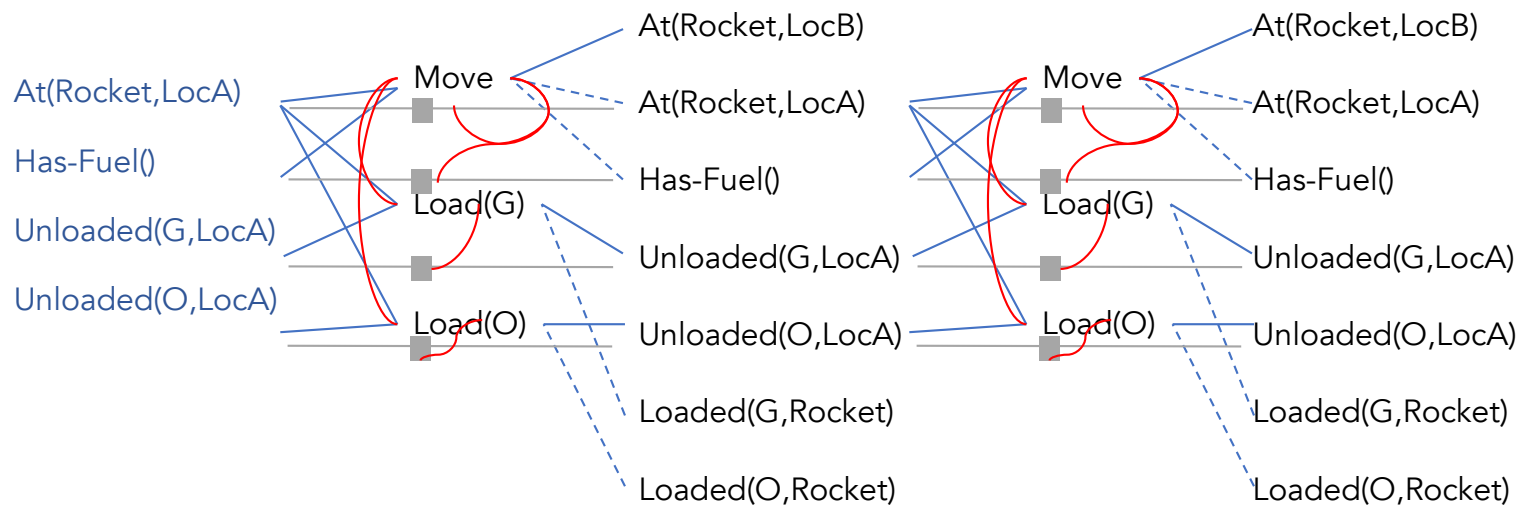 At(Rocket,LocA)
Has-Fuel()
Unloaded(G,LocA)
Unloaded(O,LocA)
Move
Load(G)
Load(O)
At(Rocket,LocB)
At(Rocket,LocA)
Has-Fuel()
Unloaded(G,LocA)
Unloaded(O,LocA)
Loaded(G,Rocket)
Loaded(O,Rocket)
Move
Load(G)
Load(O)
At(Rocket,LocB)
At(Rocket,LocA)
Has-Fuel()
Unloaded(G,LocA)
Unloaded(O,LocA)
Loaded(G,Rocket)
Loaded(O,Rocket)